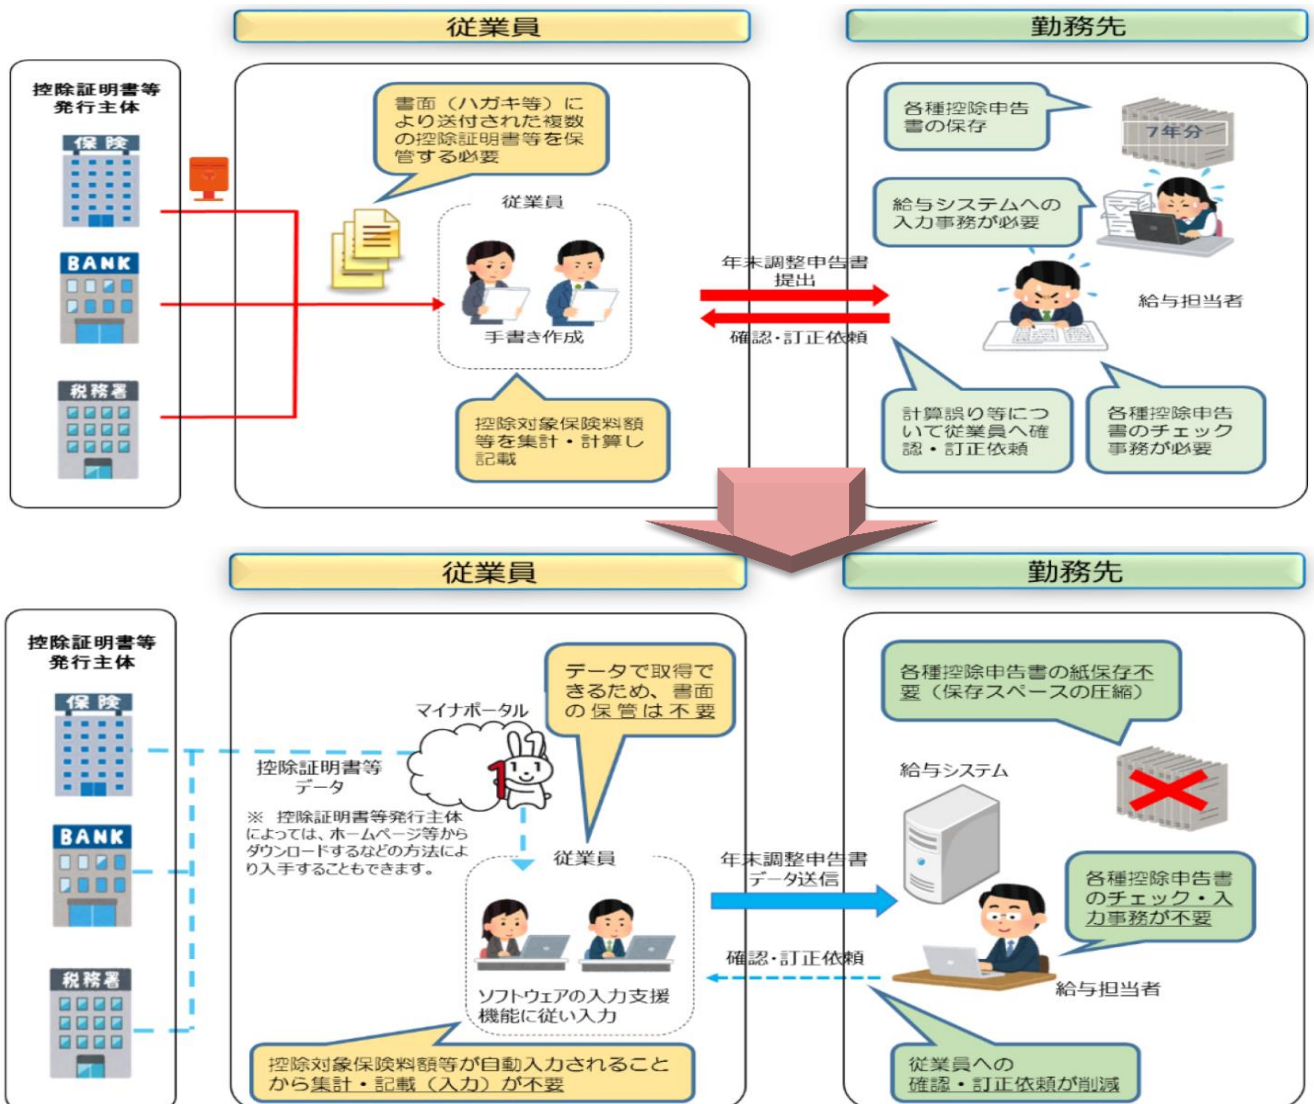 従業員
勤務先
控除証明書等
発行主体
保険
BANK
税務署
書面（ハガキ等）に
より送付された複数
の控除証明書等を保
管する必要
従業員
手書き作成
控除対象保険料額
等を集計・計算し
記載
年末調整申告書
提出
確認・訂正依頼
各種控除申告
書の保存
7年分
給与システムへの
入力事務が必要
給与担当者
計算誤り等につ
いて従業員へ確
認・訂正依頼
各種控除申告
書のチェック
事務が必要
従業員
勤務先
控除証明書等
発行主体
保険
BANK
税務署
控除証明書等
データ
※ 控除証明書等発行主体
によっては、ホームページ等から
ダウンロードするなどの方法によ
り入手することもできます。
マイナポータル
1
データで取得で
きるため、書面
の保管は不要
従業員
ソフトウェアの入力支援
機能に従い入力
控除対象保険料額等が自動入力されること
から集計・記載（入力）が不要
年末調整申告書
データ送信
確認・訂正依頼
各種控除申告書の紙保存不
要（保存スペースの圧縮）
給与システム
各種控除申告書
のチェック・入
力事務が不要
給与担当者
従業員への
確認・訂正依頼が削減